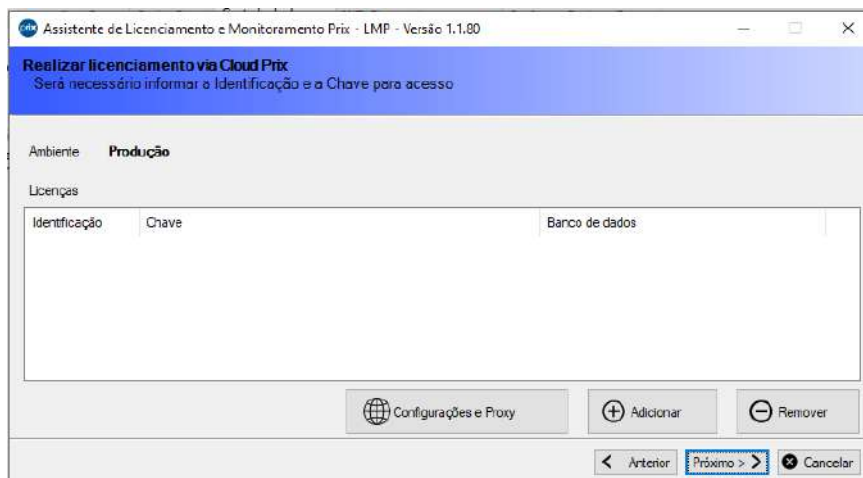 prix Assistente de Licenciamento e Monitoramento Prix - LMP - Versão 1.1.80
Realizar licenciamento via Cloud Prix
Será necessário informar a Identificação e a Chave para acesso
Ambiente Produção
Licenças
Identificação Chave Banco de dados
Configurações e Proxy Adicionar Remover
< Anterior Próximo > > Cancelar